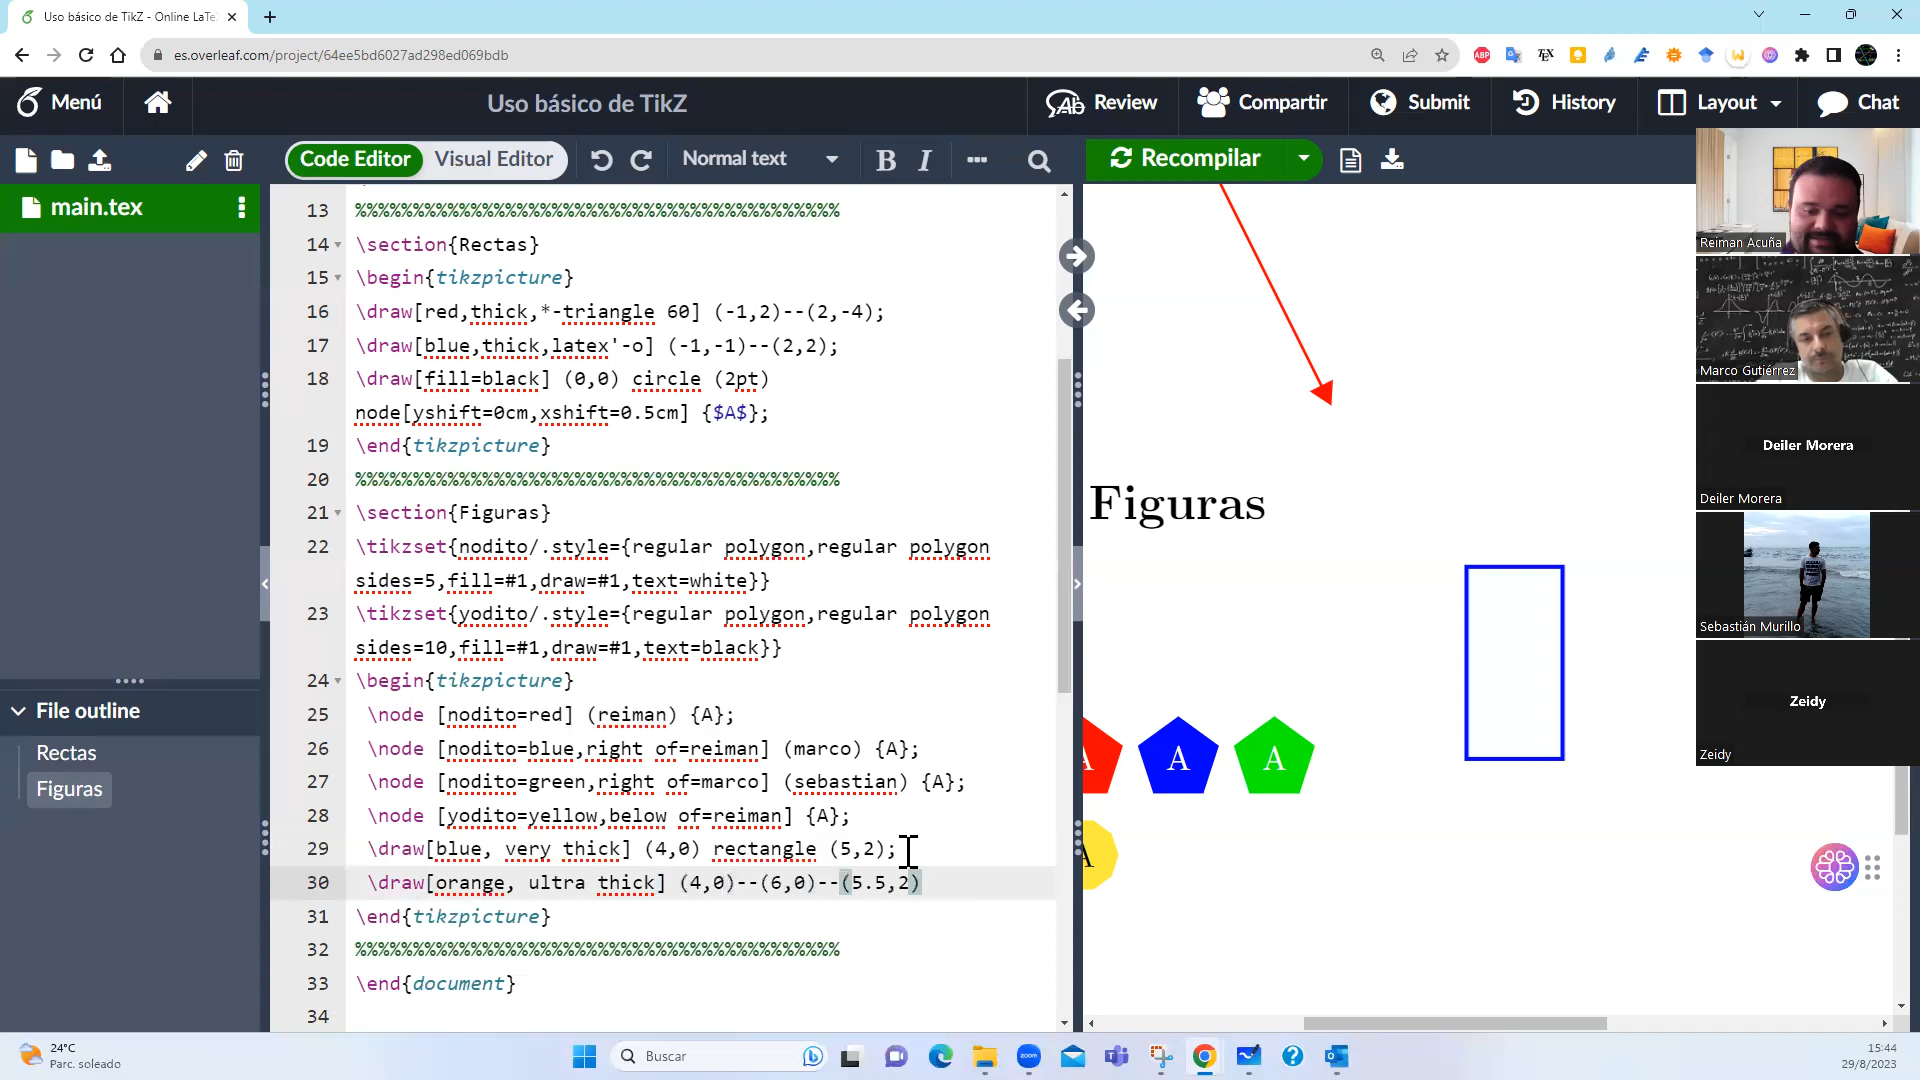 Uso básico de TikZ - Online LaTe
es.overleaf.com/project/64ee5bd6027ad298ed069bdb
ABP
TEX
Menú
Uso básico de TikZ
Review
Compartir
Submit
History
Layout
Chat
Code Editor
Visual Editor
Normal text
B I
Recompilar
main.tex
13 %%%%%%%%%%%%%%%%%%%%%%%%%%%%%%%%%%%%%%%%%%
14 \section{Rectas}
15 \begin{tikzpicture}
16 \draw[red,thick,*-triangle 60] (-1,2)--(2,-4);
17 \draw[blue,thick,latex'-o] (-1,-1)--(2,2);
18 \draw[fill=black] (0,0) circle (2pt)
node[yshift=0cm,xshift=0.5cm] {$A$};
19 \end{tikzpicture}
20 %%%%%%%%%%%%%%%%%%%%%%%%%%%%%%%%%%%%%%%%%%
21 \section{Figuras}
22 \tikzset{nodito/.style={regular polygon,regular polygon
sides=5,fill=#1,draw=#1,text=white}}
23 \tikzset{yodito/.style={regular polygon,regular polygon
sides=10,fill=#1,draw=#1,text=black}}
24 \begin{tikzpicture}
25 \node [nodito=red] (reiman) {A};
26 \node [nodito=blue,right of=reiman] (marco) {A};
27 \node [nodito=green,right of=marco] (sebastian) {A};
28 \node [yodito=yellow,below of=reiman] {A};
29 \draw[blue, very thick] (4,0) rectangle (5,2);
30 \draw[orange, ultra thick] (4,0)--(6,0)--(5.5,2)
31 \end{tikzpicture}
32 %%%%%%%%%%%%%%%%%%%%%%%%%%%%%%%%%%%%%%%%%%
33 \end{document}
34
File outline
Rectas
Figuras
Figuras
A A A
A
Reiman Acuña
Marco Gutiérrez
Deiler Morera
Deiler Morera
Sebastián Murillo
Zeidy
Zeidy
24°C
Parc. soleado
Buscar
zoom
15:44
29/8/2023